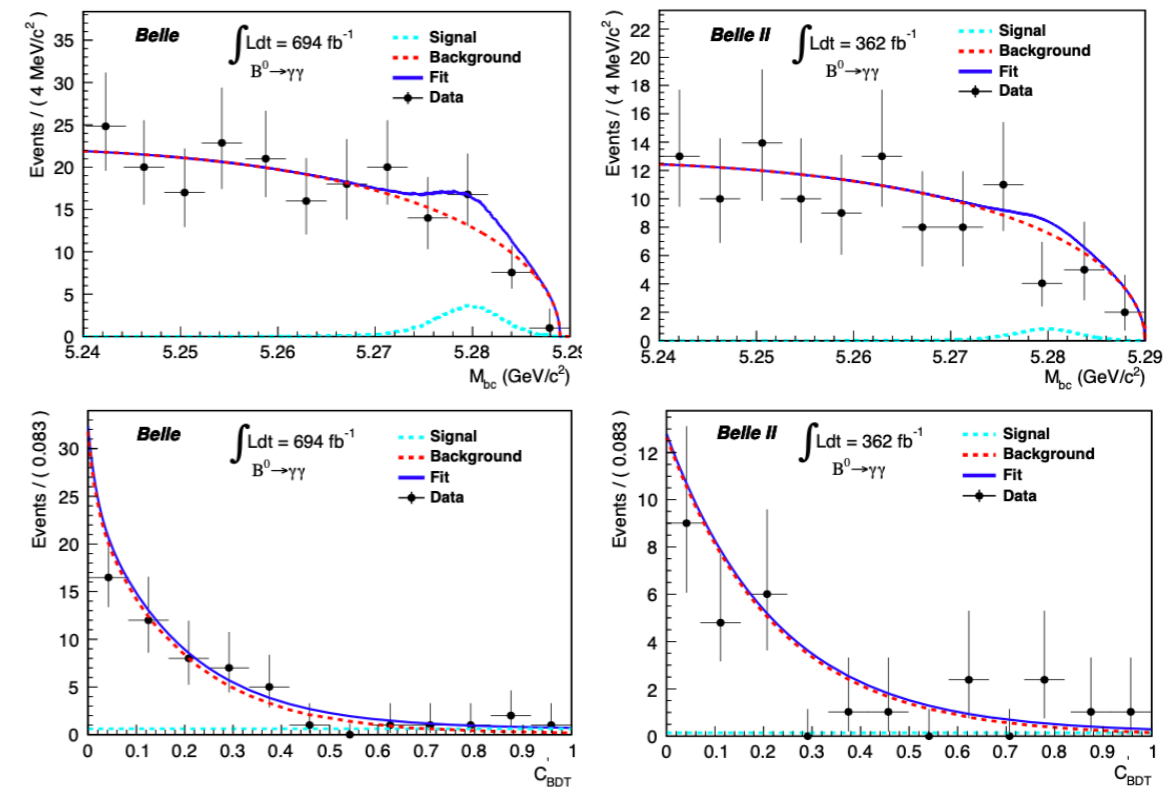 Belle
∫Ldt = 694 fb⁻¹
B⁰→γγ
Signal
Background
Fit
Data
Events / ( 4 MeV/c²)
35
30
25
20
15
10
5
0
5.24 5.25 5.26 5.27 5.28 5.29
M_bc (GeV/c²)
Belle II
∫Ldt = 362 fb⁻¹
B⁰→γγ
Signal
Background
Fit
Data
Events / ( 4 MeV/c²)
22
20
18
16
14
12
10
8
6
4
2
0
5.24 5.25 5.26 5.27 5.28 5.29
M_bc (GeV/c²)
Belle
∫Ldt = 694 fb⁻¹
B⁰→γγ
Signal
Background
Fit
Data
Events / ( 0.083 )
30
25
20
15
10
5
0
0 0.1 0.2 0.3 0.4 0.5 0.6 0.7 0.8 0.9 1
C_BDT
Belle II
∫Ldt = 362 fb⁻¹
B⁰→γγ
Signal
Background
Fit
Data
Events / ( 0.083 )
12
10
8
6
4
2
0
0 0.1 0.2 0.3 0.4 0.5 0.6 0.7 0.8 0.9 1
C_BDT